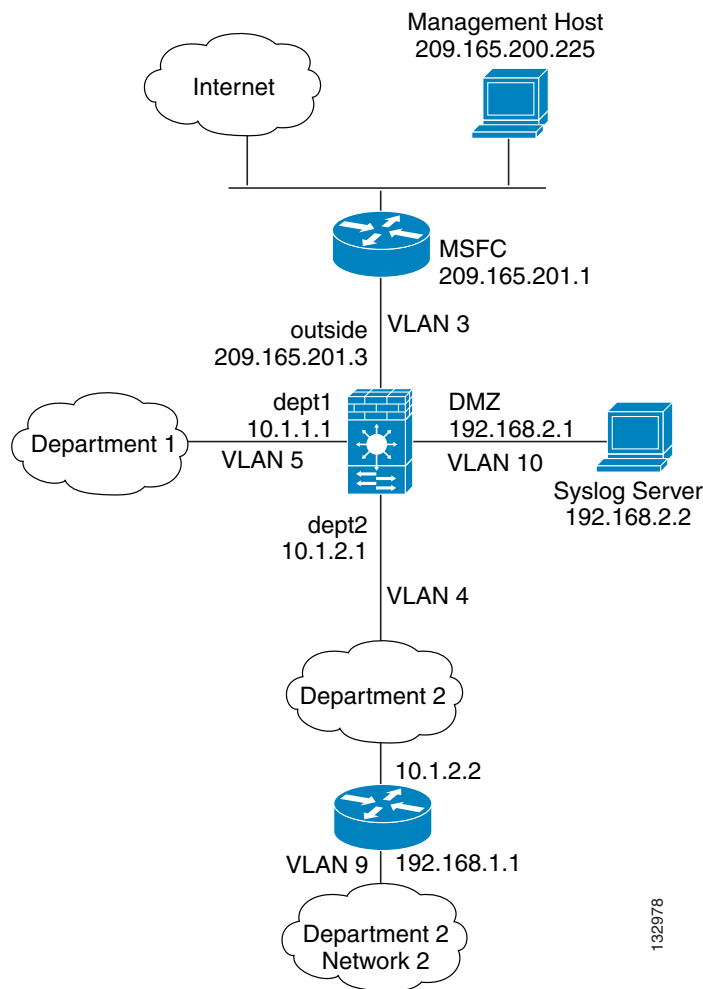 Management Host
209.165.200.225
Internet
MSFC
209.165.201.1
VLAN 3
outside
209.165.201.3
dept1
10.1.1.1
DMZ
192.168.2.1
Department 1
VLAN 5
VLAN 10
Syslog Server
192.168.2.2
dept2
10.1.2.1
VLAN 4
Department 2
10.1.2.2
VLAN 9
192.168.1.1
Department 2
Network 2
132978